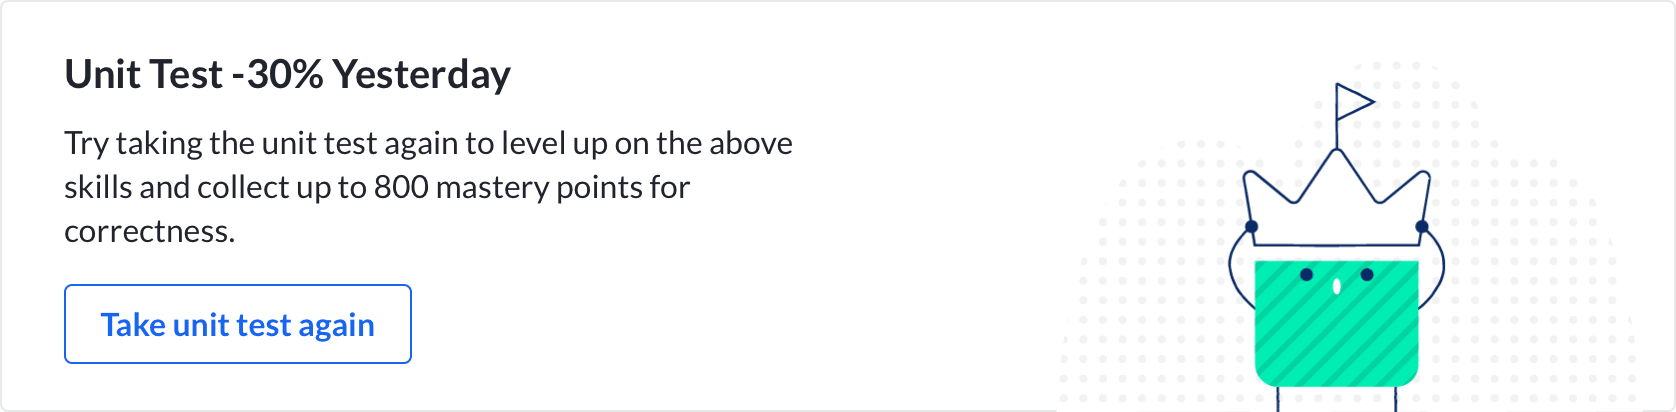 Unit Test -30% Yesterday
Try taking the unit test again to level up on the above
skills and collect up to 800 mastery points for
correctness.
Take unit test again